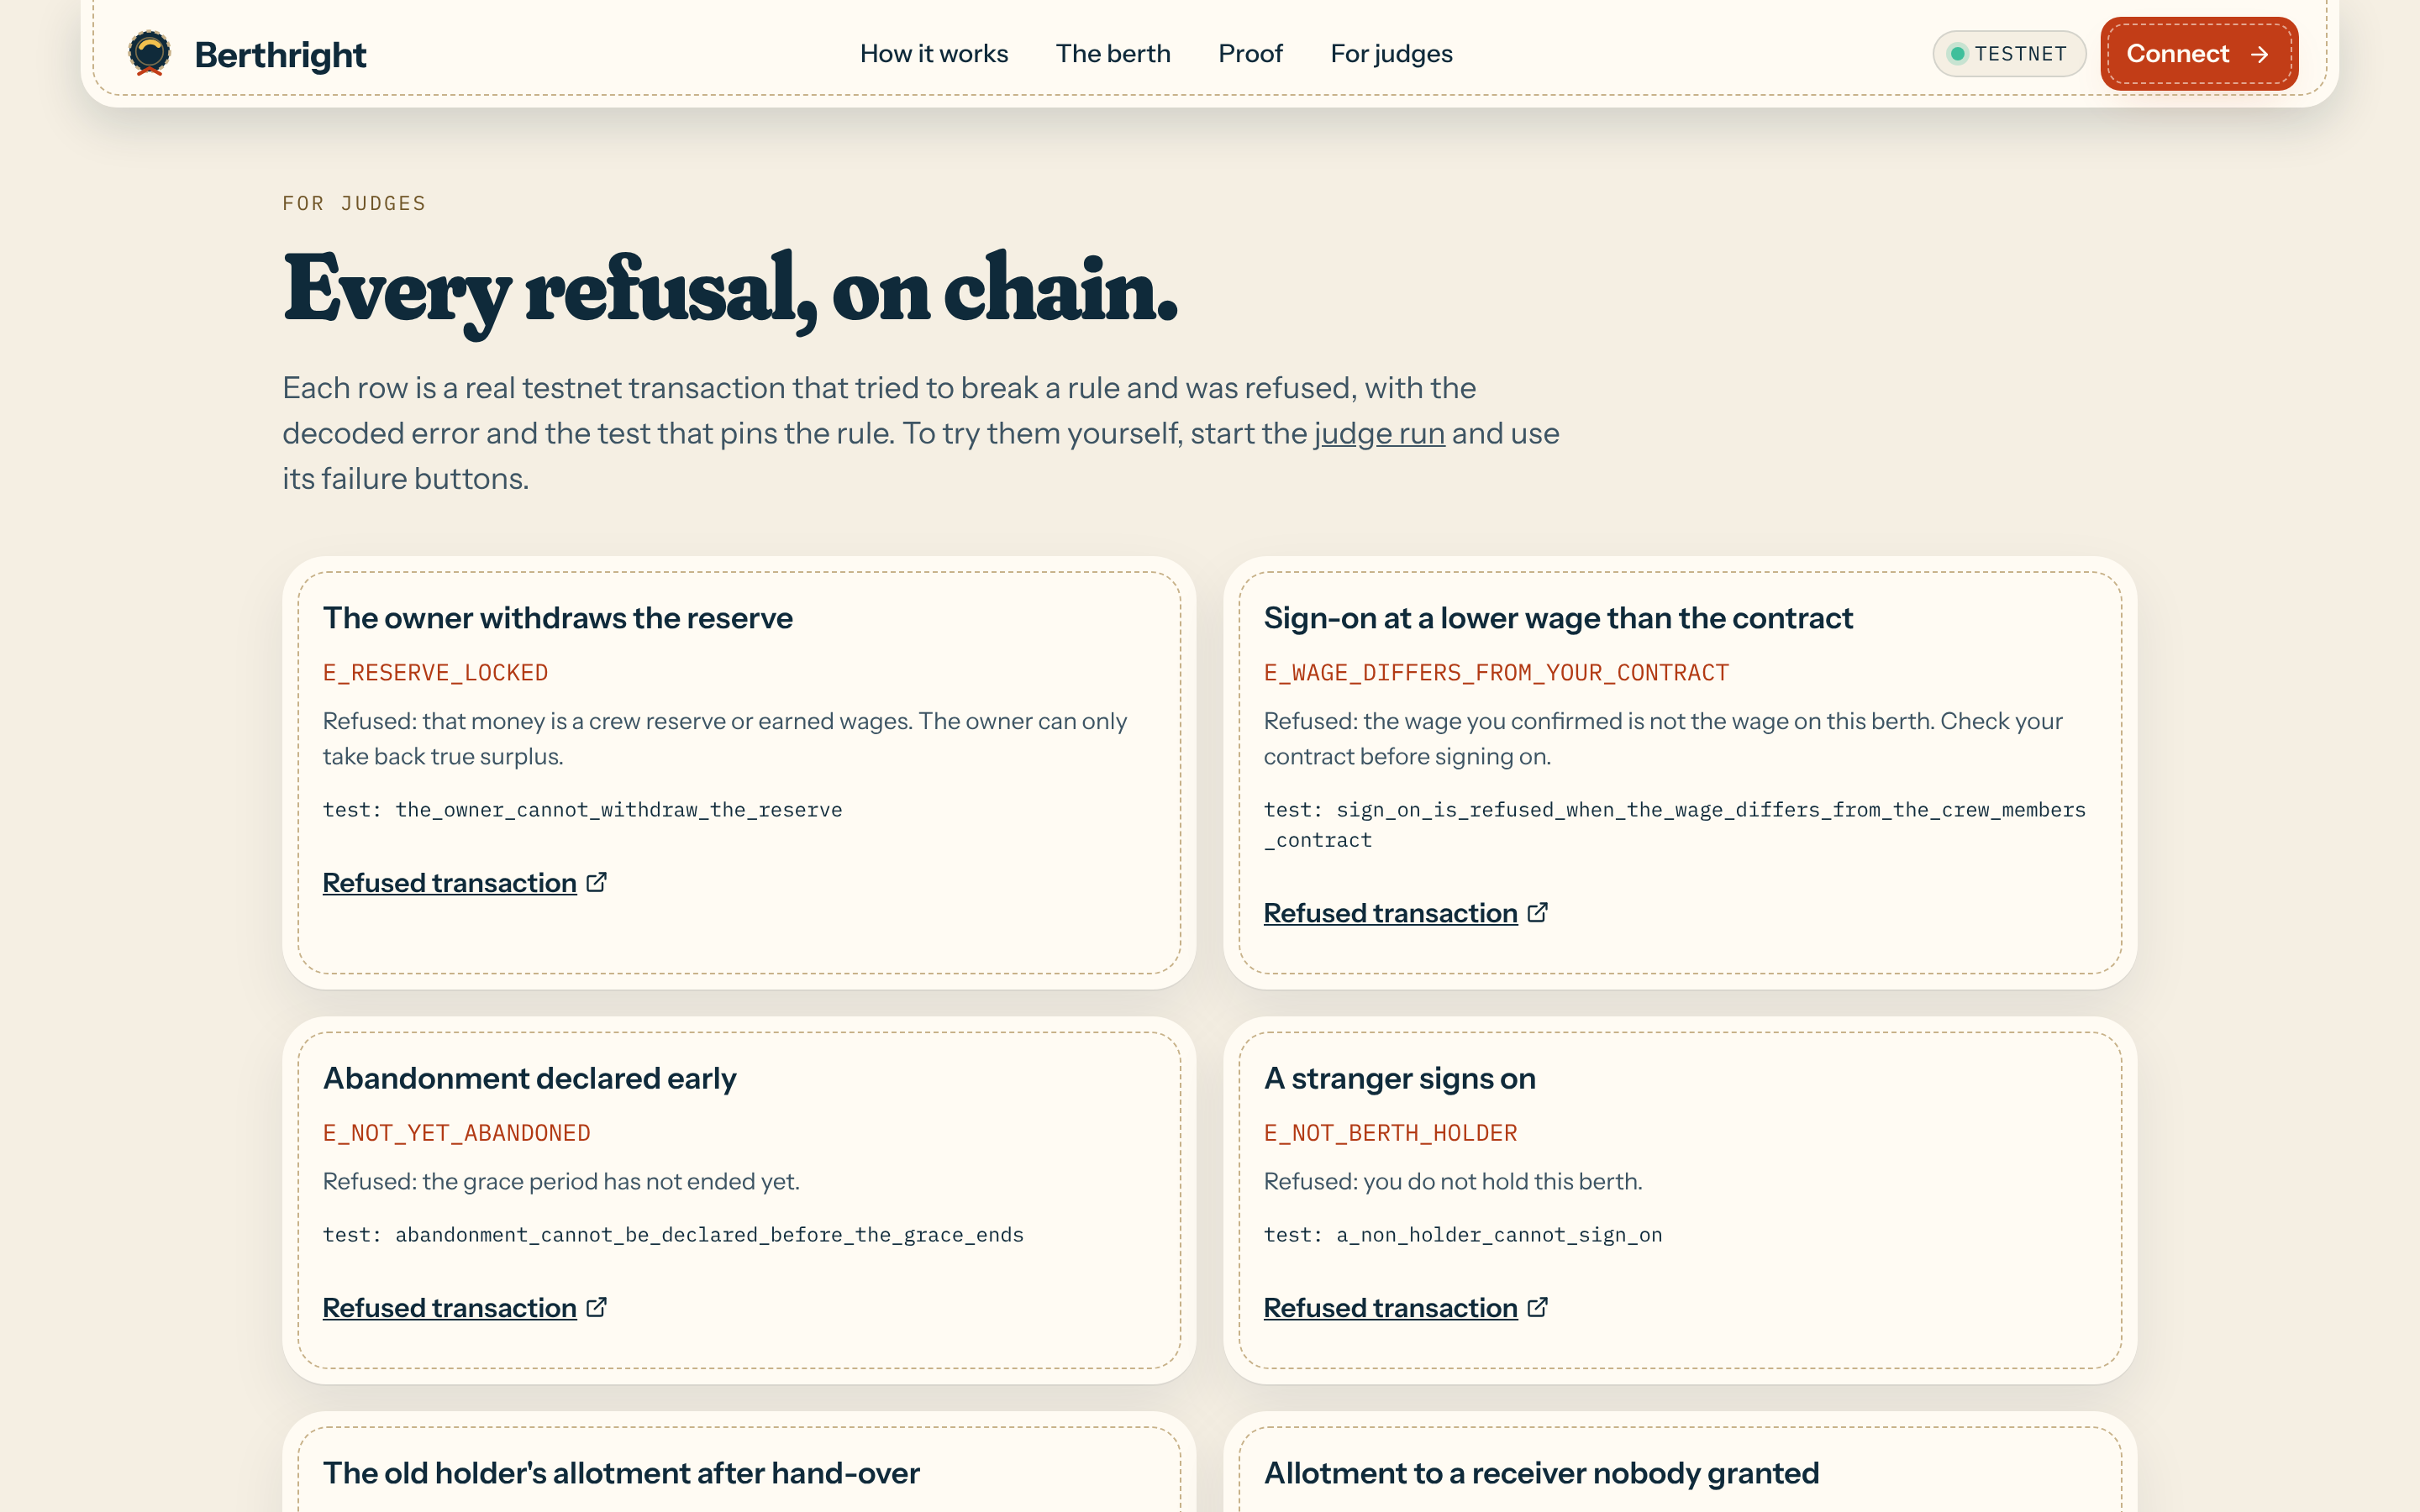 Berthright
How it works
The berth
Proof
For judges
TESTNET
Connect
FOR JUDGES
Every refusal, on chain.
Each row is a real testnet transaction that tried to break a rule and was refused, with the
decoded error and the test that pins the rule. To try them yourself, start the judge run and use
its failure buttons.
The owner withdraws the reserve
E_RESERVE_LOCKED
Refused: that money is a crew reserve or earned wages. The owner can only
take back true surplus.
test: the_owner_cannot_withdraw_the_reserve
Refused transaction
Sign-on at a lower wage than the contract
E_WAGE_DIFFERS_FROM_YOUR_CONTRACT
Refused: the wage you confirmed is not the wage on this berth. Check your
contract before signing on.
test: sign_on_is_refused_when_the_wage_differs_from_the_crew_members
_contract
Refused transaction
Abandonment declared early
E_NOT_YET_ABANDONED
Refused: the grace period has not ended yet.
test: abandonment_cannot_be_declared_before_the_grace_ends
Refused transaction
A stranger signs on
E_NOT_BERTH_HOLDER
Refused: you do not hold this berth.
test: a_non_holder_cannot_sign_on
Refused transaction
The old holder's allotment after hand-over
Allotment to a receiver nobody granted